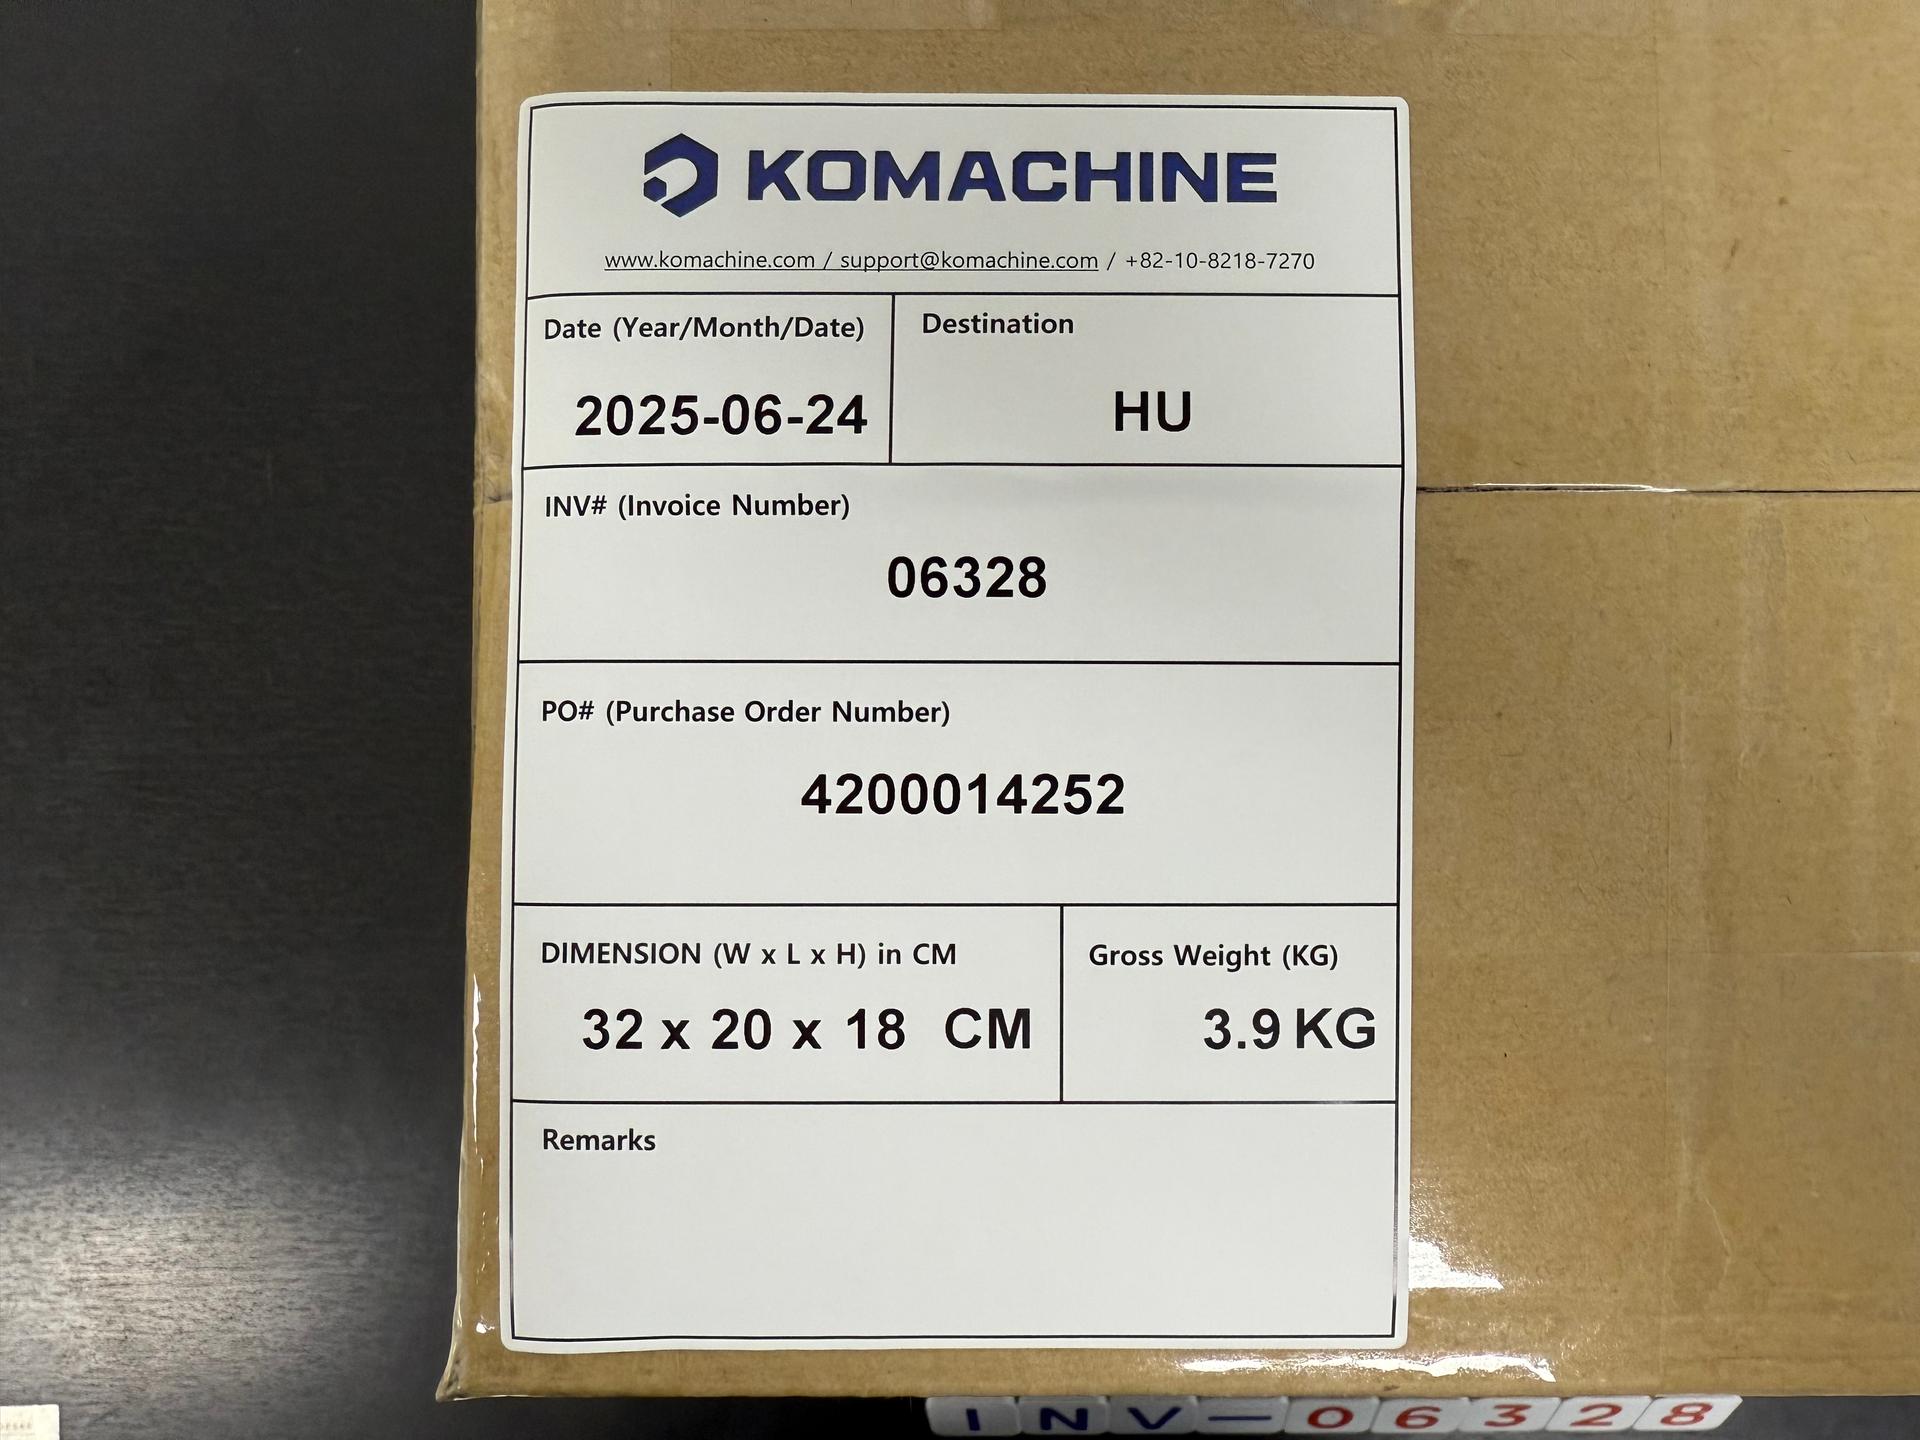 KOMACHINE
www.komachine.com / support@komachine.com / +82-10-8218-7270
Date (Year/Month/Date)
2025-06-24
Destination
HU
INV# (Invoice Number)
06328
PO# (Purchase Order Number)
4200014252
DIMENSION (W x L x H) in CM
32 x 20 x 18 CM
Gross Weight (KG)
3.9 KG
Remarks
INV-06328